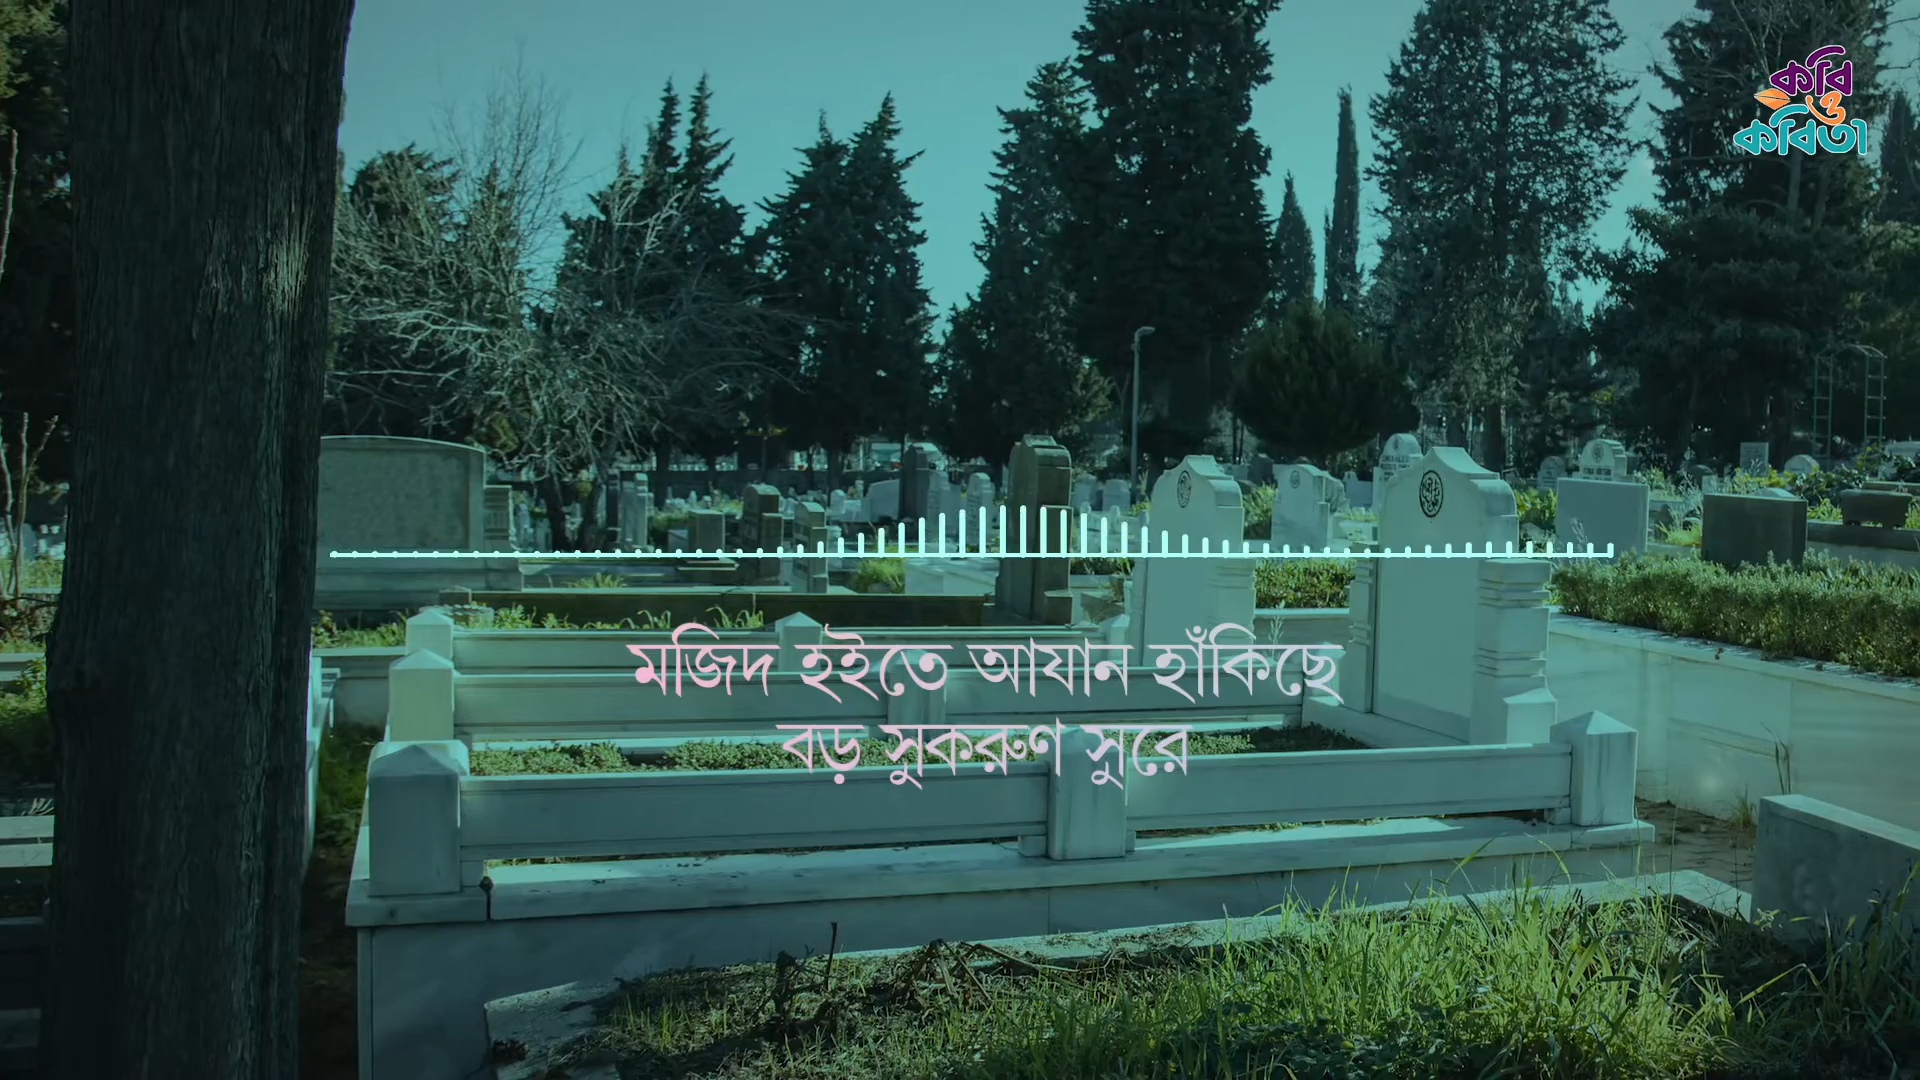 কবি
ও
কবিতা
মজিদ হইতে আযান হাঁকিছে
বড় সুকরুণ সুরে